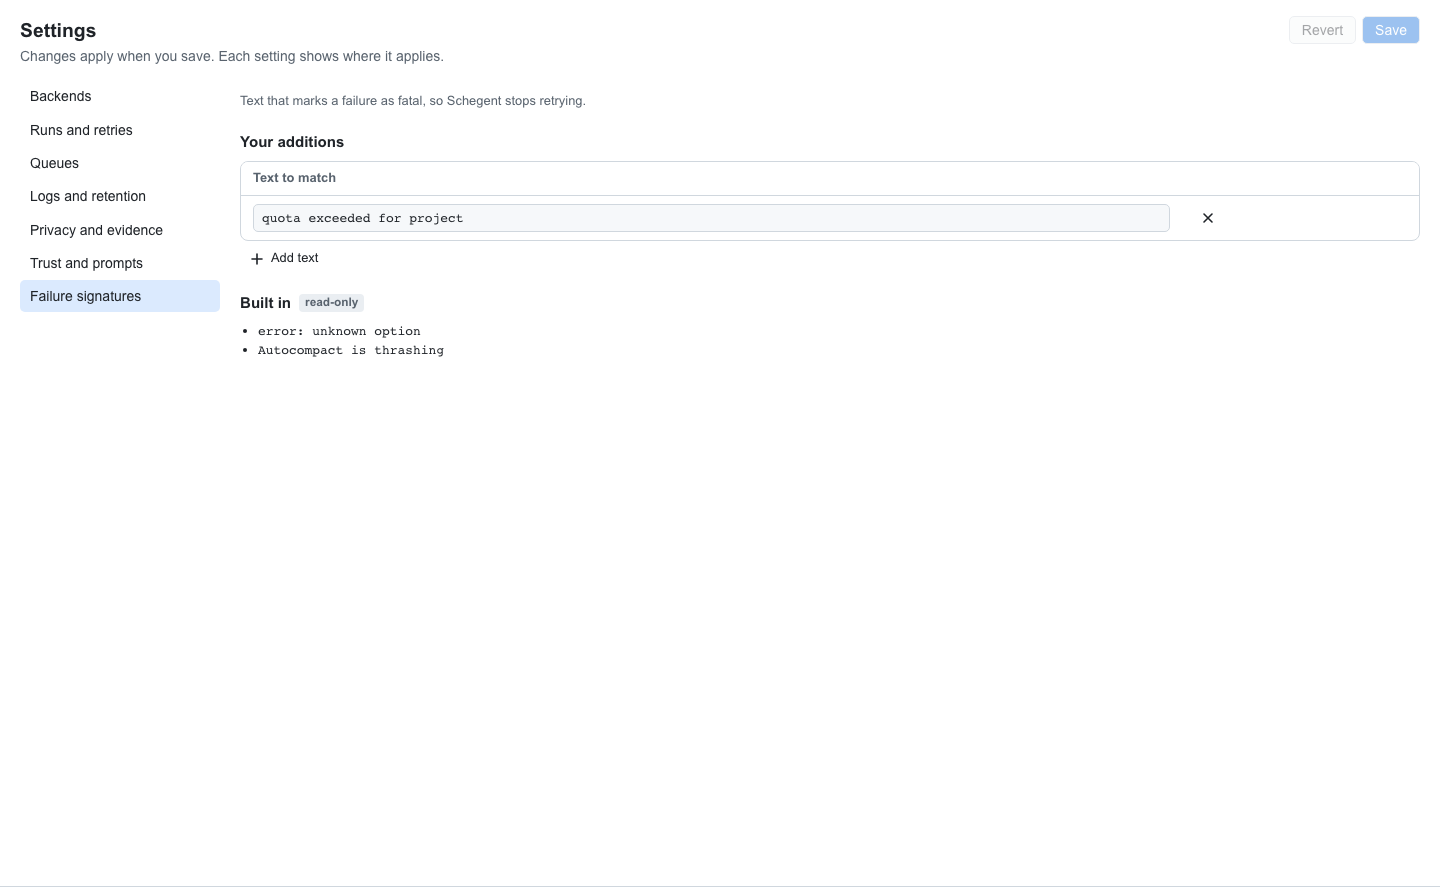 Settings
Revert
Save
Changes apply when you save. Each setting shows where it applies.
Backends
Runs and retries
Queues
Logs and retention
Privacy and evidence
Trust and prompts
Failure signatures
Text that marks a failure as fatal, so Schegent stops retrying.
Your additions
Text to match
quota exceeded for project
Add text
Built in read-only
error: unknown option
Autocompact is thrashing